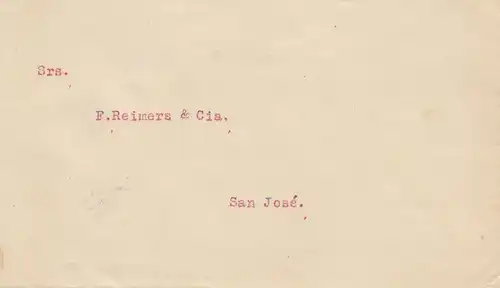 Srs.
F.Reimers & Cia.
San José.